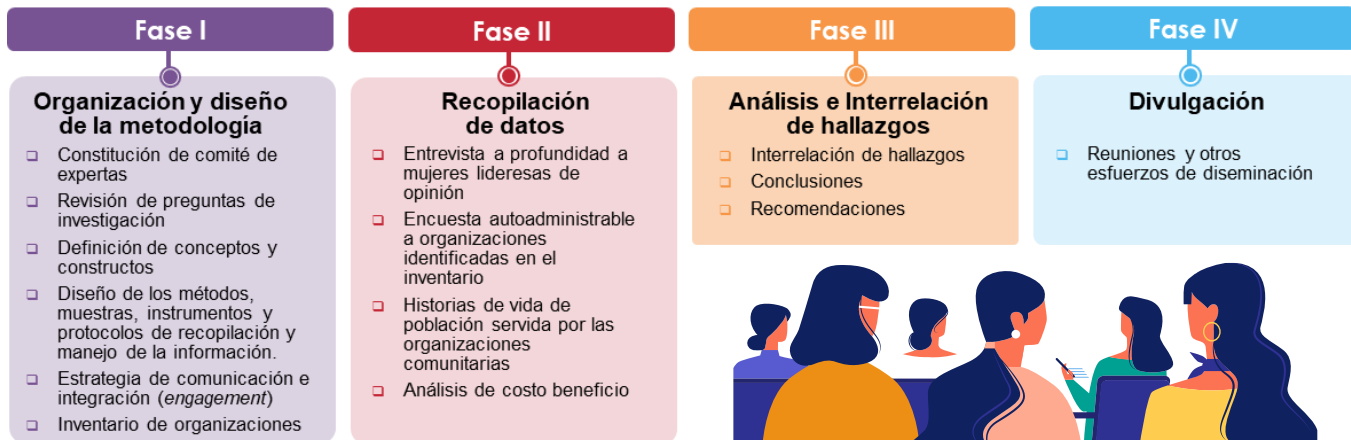 Fase I
Organización y diseño
de la metodología
❑ Constitución de comité de
expertas
❑ Revisión de preguntas de
investigación
❑ Definición de conceptos y
constructos
❑ Diseño de los métodos,
muestras, instrumentos y
protocolos de recopilación y
manejo de la información.
❑ Estrategia de comunicación e
integración (engagement)
❑ Inventario de organizaciones
Fase II
Recopilación
de datos
❑ Entrevista a profundidad a
mujeres lideresas de
opinión
❑ Encuesta autoadministrable
a organizaciones
identificadas en el
inventario
❑ Historias de vida de
población servida por las
organizaciones
comunitarias
❑ Análisis de costo beneficio
Fase III
Análisis e Interrelación
de hallazgos
❑ Interrelación de hallazgos
❑ Conclusiones
❑ Recomendaciones
Fase IV
Divulgación
❑ Reuniones y otros
esfuerzos de diseminación